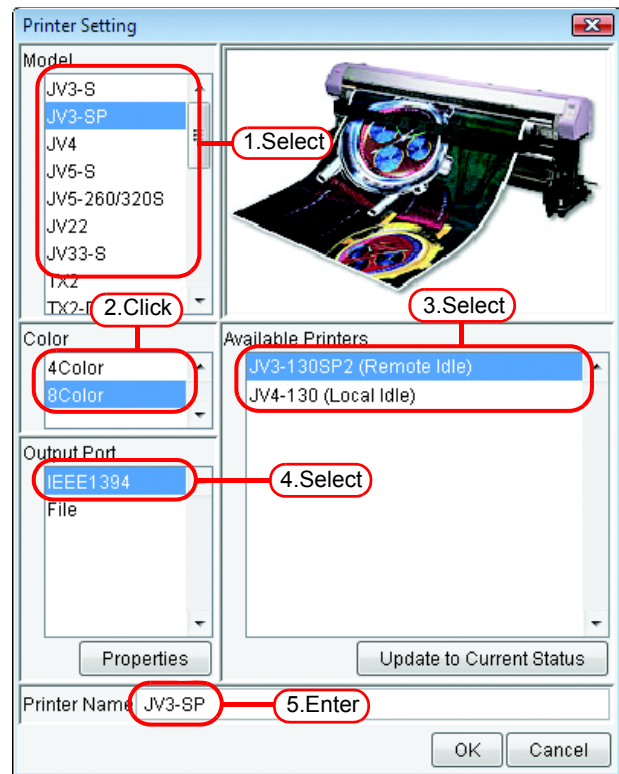 Printer Setting
Model
JV3-S
JV3-SP
JV4
JV5-S
JV5-260/320S
JV22
JV33-S
TX2
1.Select
2.Click
3.Select
Color
4Color
8Color
Available Printers
JV3-130SP2 (Remote Idle)
JV4-130 (Local Idle)
Output Port
IEEE1394
File
4.Select
Properties
Update to Current Status
Printer Name JV3-SP
5.Enter
OK
Cancel